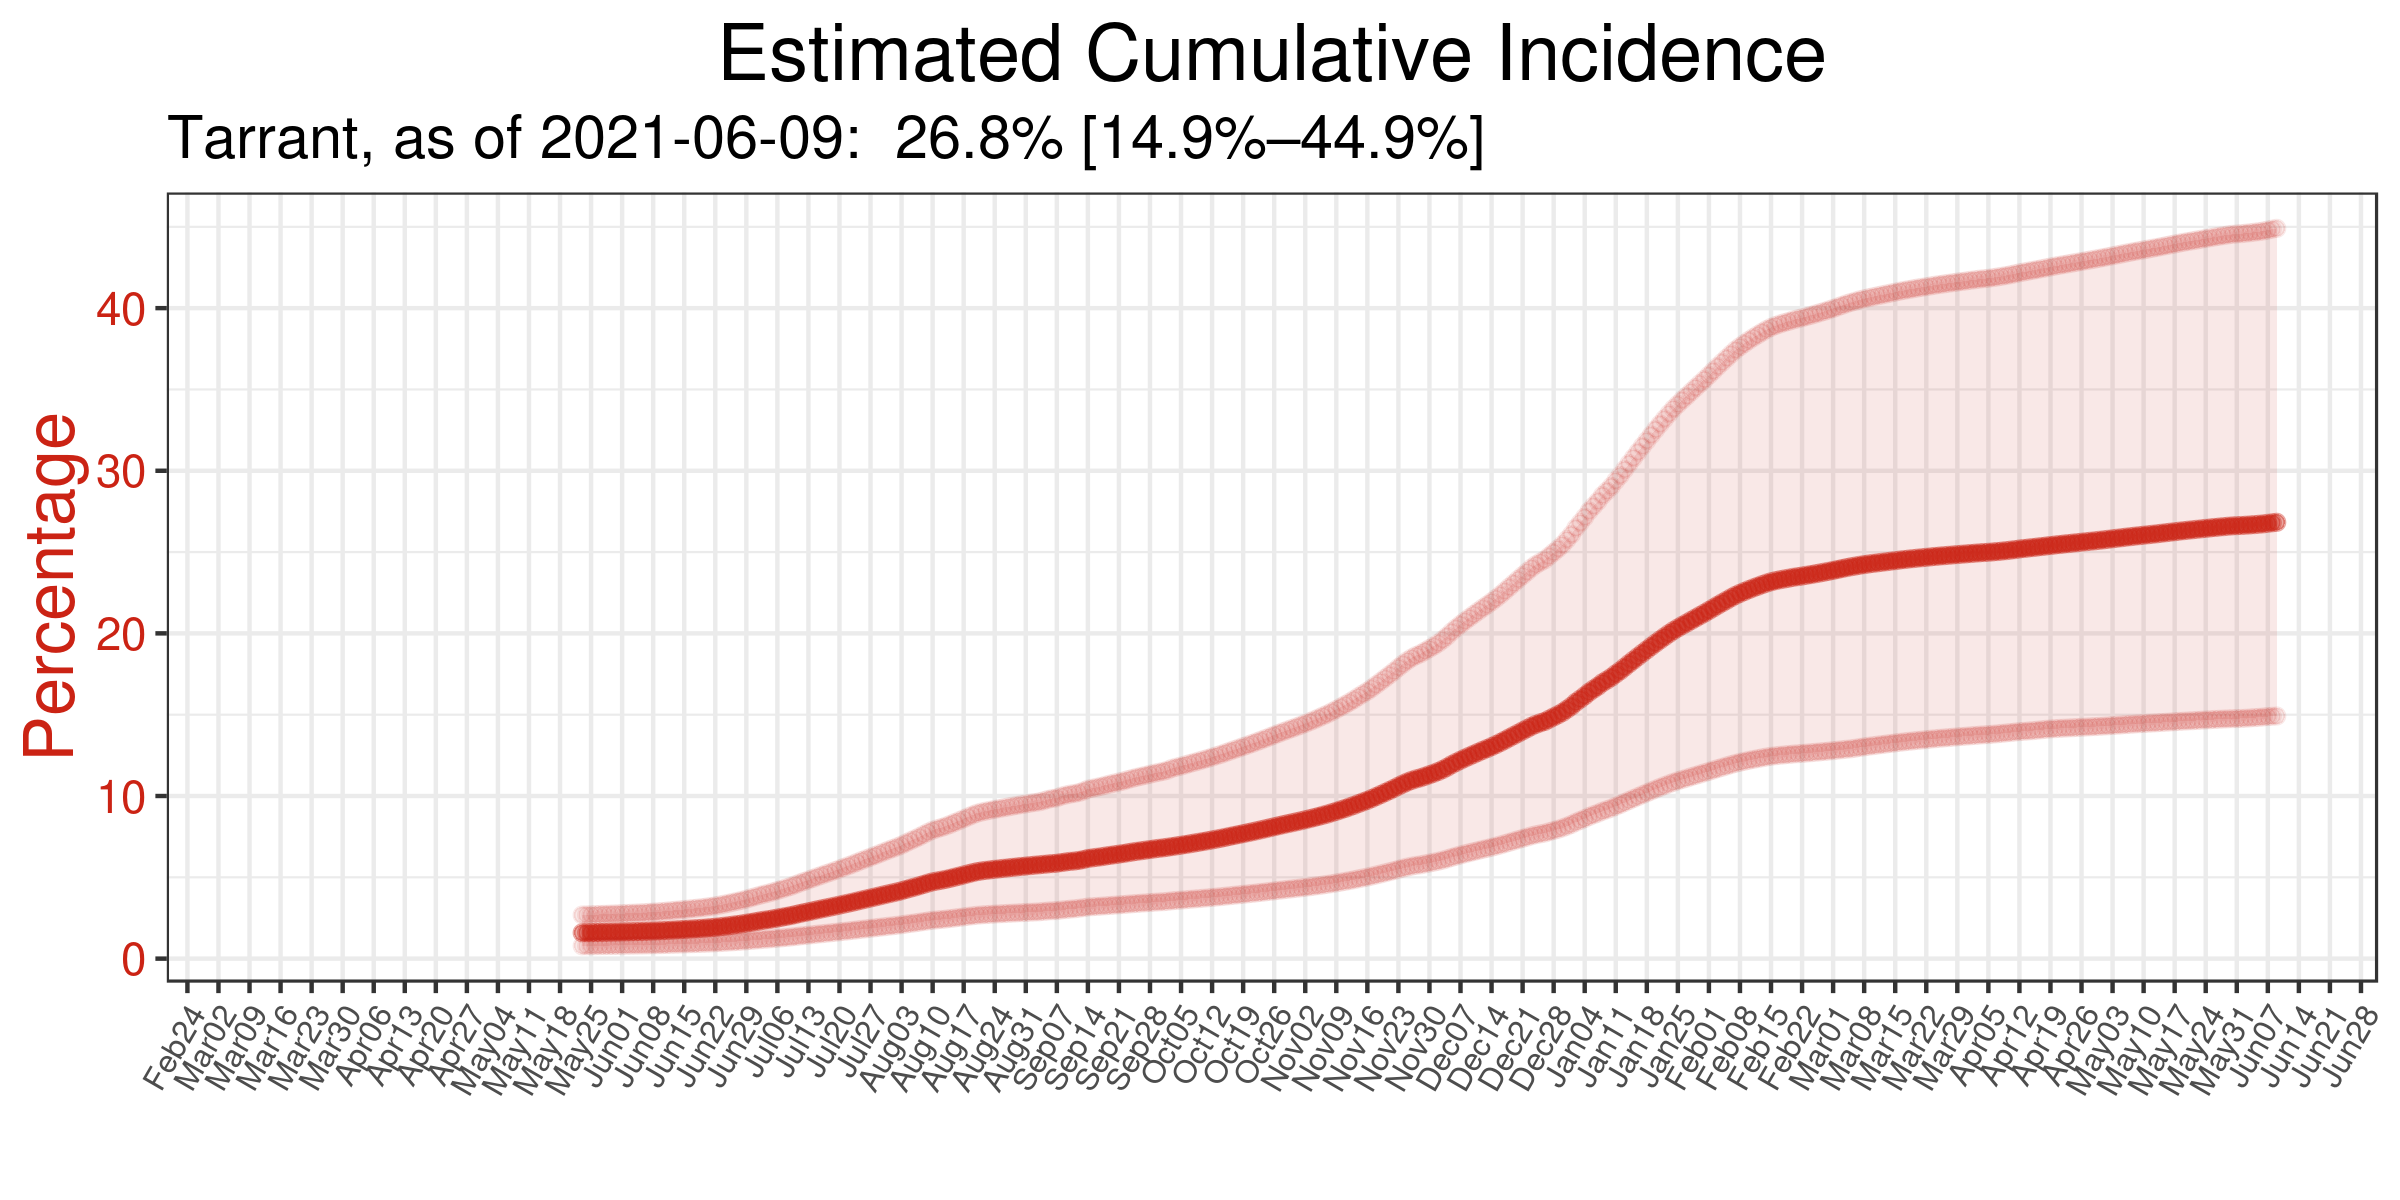 Estimated Cumulative Incidence
Tarrant, as of 2021-06-09:  26.8% [14.9%–44.9%]
Percentage
40
30
20
10
0
Feb24
Mar02
Mar09
Mar16
Mar23
Mar30
Apr06
Apr13
Apr20
Apr27
May04
May11
May18
May25
Jun01
Jun08
Jun15
Jun22
Jun29
Jul06
Jul13
Jul20
Jul27
Aug03
Aug10
Aug17
Aug24
Aug31
Sep07
Sep14
Sep21
Sep28
Oct05
Oct12
Oct19
Oct26
Nov02
Nov09
Nov16
Nov23
Nov30
Dec07
Dec14
Dec21
Dec28
Jan04
Jan11
Jan18
Jan25
Feb01
Feb08
Feb15
Feb22
Mar01
Mar08
Mar15
Mar22
Mar29
Apr05
Apr12
Apr19
Apr26
May03
May10
May17
May24
May31
Jun07
Jun14
Jun21
Jun28